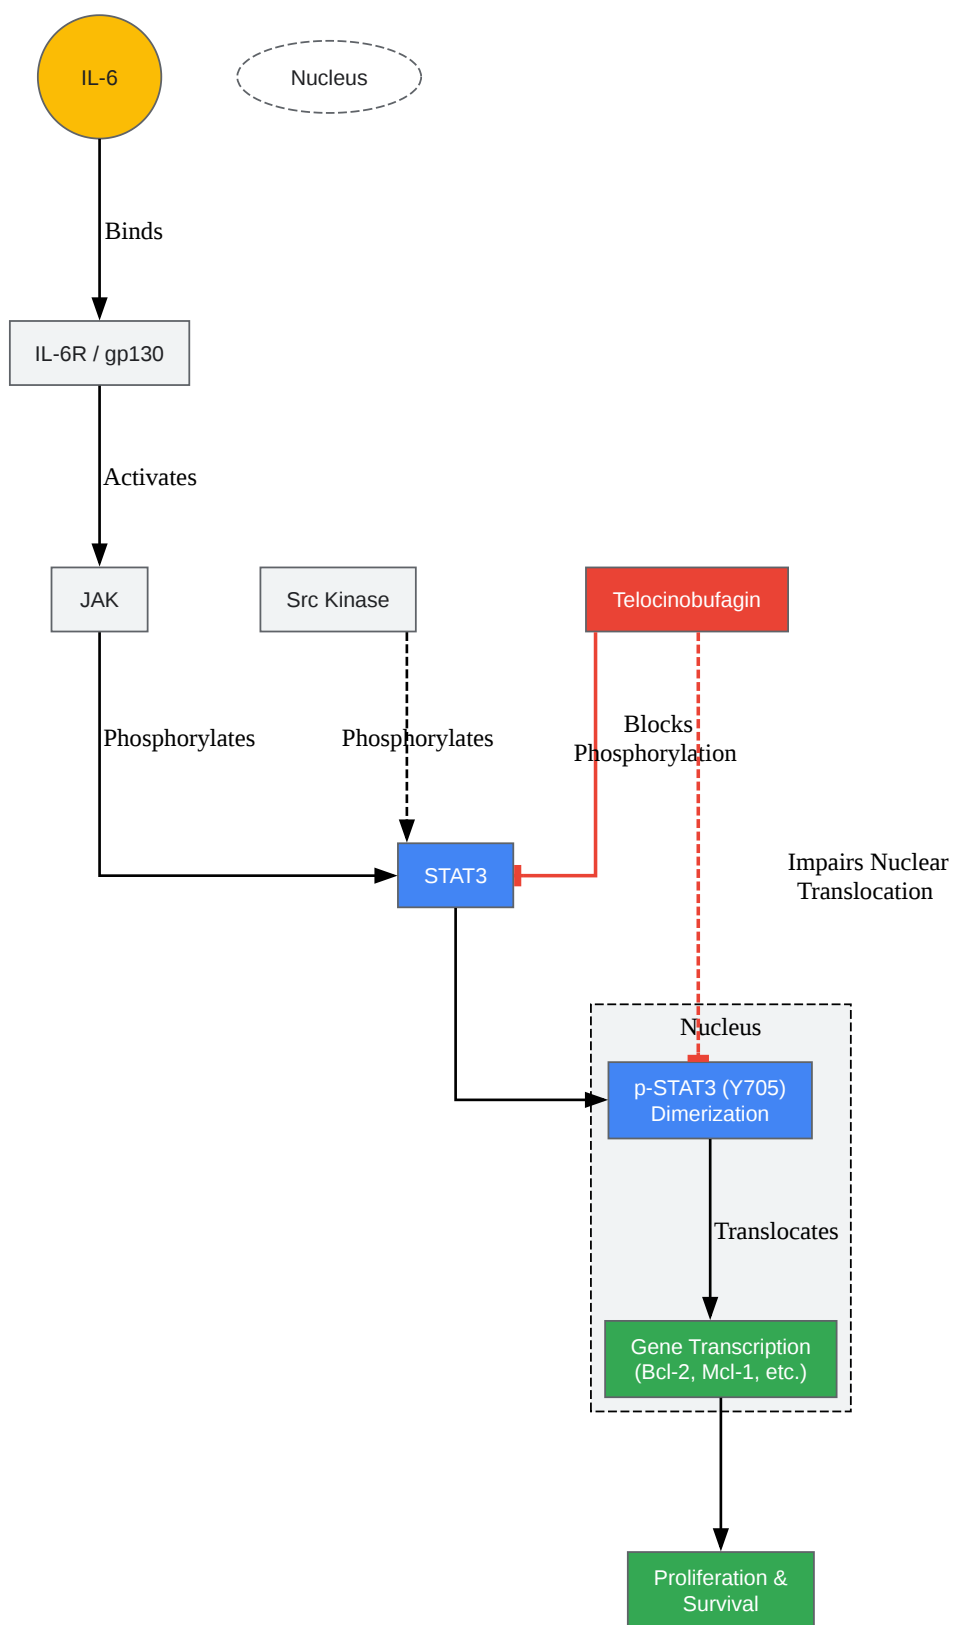 IL-6
Nucleus
Binds
IL-6R / gp130
Activates
JAK
Src Kinase
Telocinobufagin
Phosphorylates
Phosphorylates
Blocks
Phosphorylation
STAT3
Impairs Nuclear
Translocation
Nucleus
p-STAT3 (Y705)
Dimerization
Translocates
Gene Transcription
(Bcl-2, Mcl-1, etc.)
Proliferation &
Survival